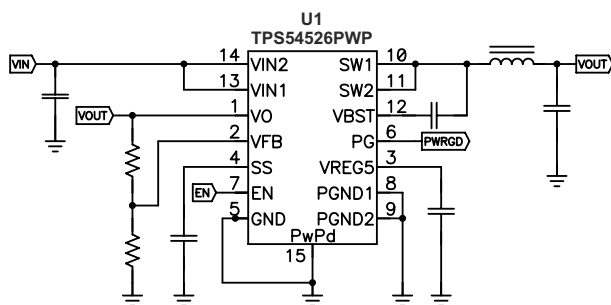 U1
TPS54526PWP
VIN
14 VIN2 SW1 10
VOUT
13 VIN1 SW2 11
VOUT
1 VO VBST 12
2 VFB PG 6
PWRGD
4 SS VREG5 3
EN
7 EN PGND1 8
5 GND PGND2 9
PwPd
15